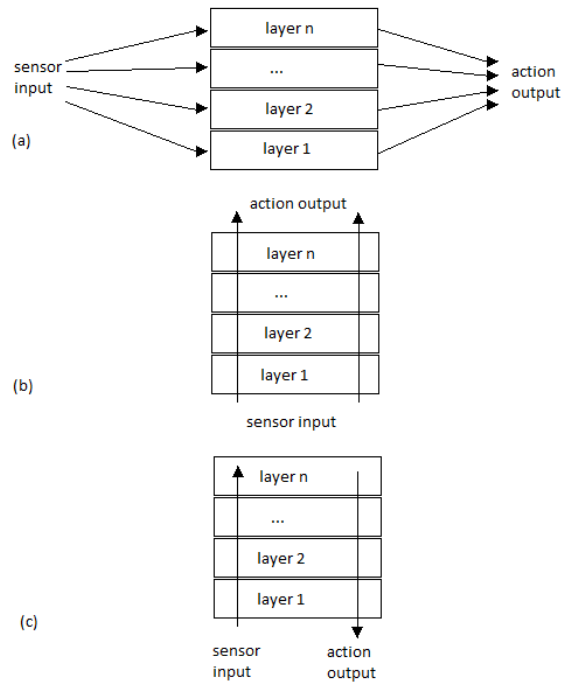 layer n
sensor
input
...
action
output
layer 2
layer 1
(a)
action output
layer n
...
layer 2
layer 1
(b)
sensor input
layer n
...
layer 2
layer 1
(c)
sensor
input
action
output